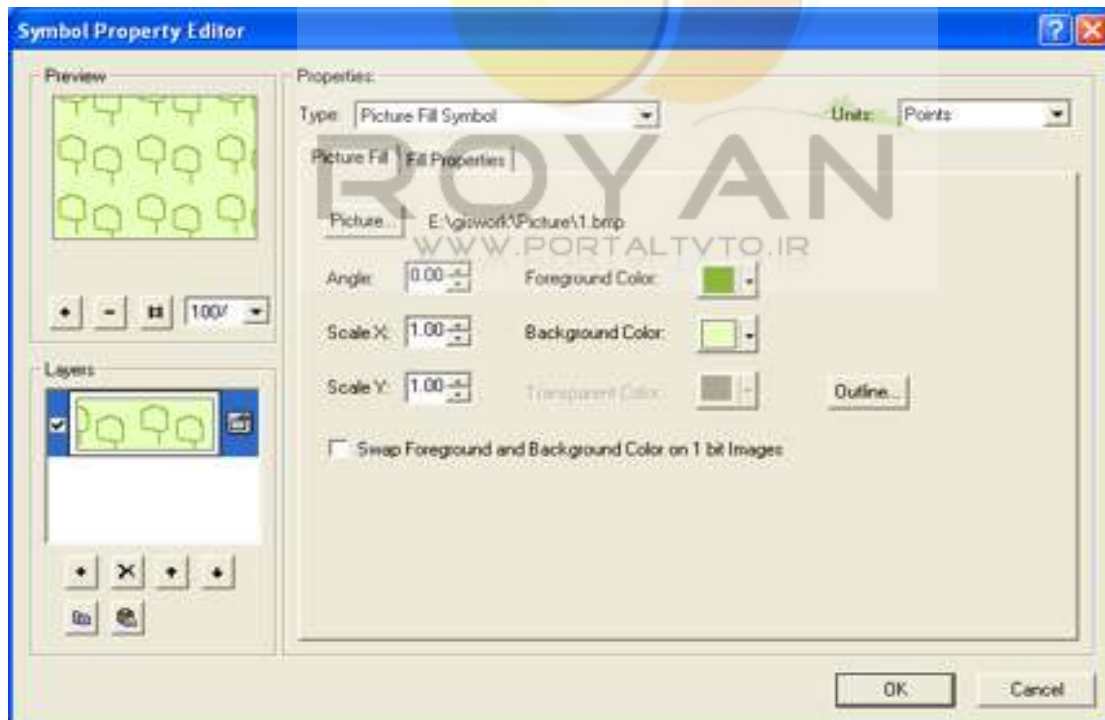 Symbol Property Editor
Preview
100%
Layers
Properties:
Type: Picture Fill Symbol
Units: Points
Picture Fill Fill Properties
Picture... E:\giswork\Picture\1.bmp
Angle: 0.00 Foreground Color:
Scale X: 1.00 Background Color:
Scale Y: 1.00 Transparent Color: Outline...
Swap Foreground and Background Color on 1 bit Images
OK Cancel
ROYAN
WWW.PORTALTVTO.IR